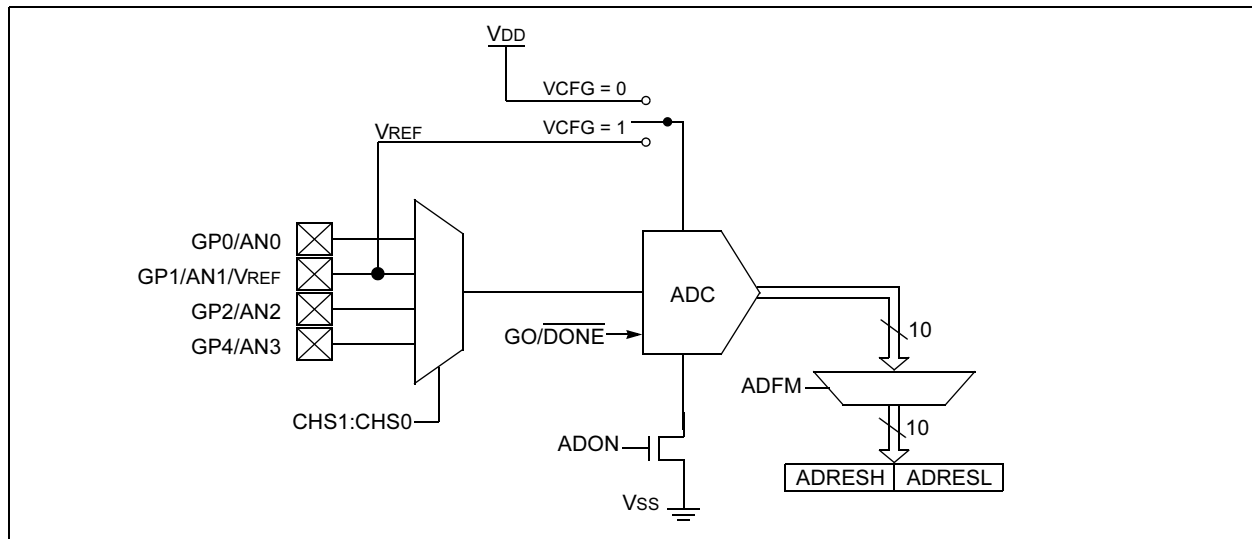 VDD
VCFG = 0
VREF
VCFG = 1
GP0/AN0
GP1/AN1/VREF
GP2/AN2
GP4/AN3
ADC
GO/DONE
10
ADFM
CHS1:CHS0
10
ADON
ADRESH ADRESL
VSS